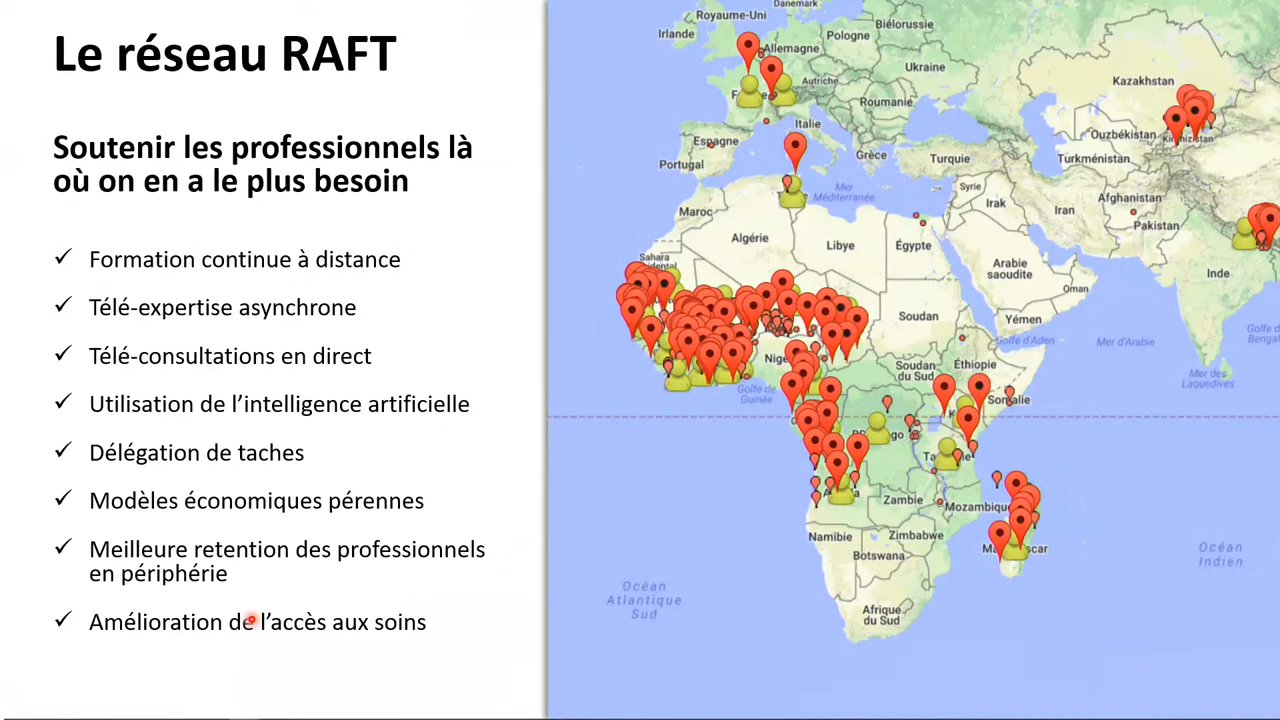 Le réseau RAFT
Soutenir les professionnels là
où on en a le plus besoin
✓ Formation continue à distance
✓ Télé-expertise asynchrone
✓ Télé-consultations en direct
✓ Utilisation de l’intelligence artificielle
✓ Délégation de taches
✓ Modèles économiques pérennes
✓ Meilleure retention des professionnels
en périphérie
✓ Amélioration de l’accès aux soins
Danemark
Royaume-Uni
Biélorussie
Irlande
Pologne
Allemagne
Ukraine
Kazakhstan
Autriche
Roumanie
Italie
Ouzbékistan
Espagne
Portugal
Grèce
Turquie
Turkménistan
Syrie
Mer
Méditerranée
Afghanistan
Maroc
Irak
Iran
Pakistan
Algérie
Libye
Égypte
Sahara
Arabie
saoudite
Inde
Oman
Soudan
Yémen
Golfe d'Aden
Mer d'Arabie
Golfe d
Bengal
Soudan
du Sud
Éthiopie
Mer des
Laquedives
Golfe de
Guinée
Somalie
Zambie
Mozambique
Namibie
Zimbabwe
Botswana
Océan
Indien
Océan
Atlantique
Sud
Afrique
du Sud